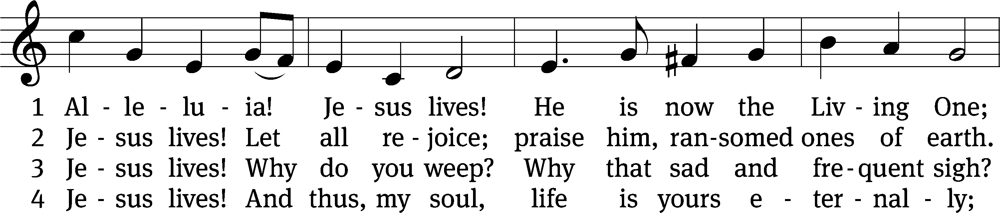 1 Al - le - lu - ia! Je - sus lives! He is now the Liv - ing One;
2 Je - sus lives! Let all re - joice; praise him, ran - somed ones of earth.
3 Je - sus lives! Why do you weep? Why that sad and fre - quent sigh?
4 Je - sus lives! And thus, my soul, life is yours e - ter - nal - ly;